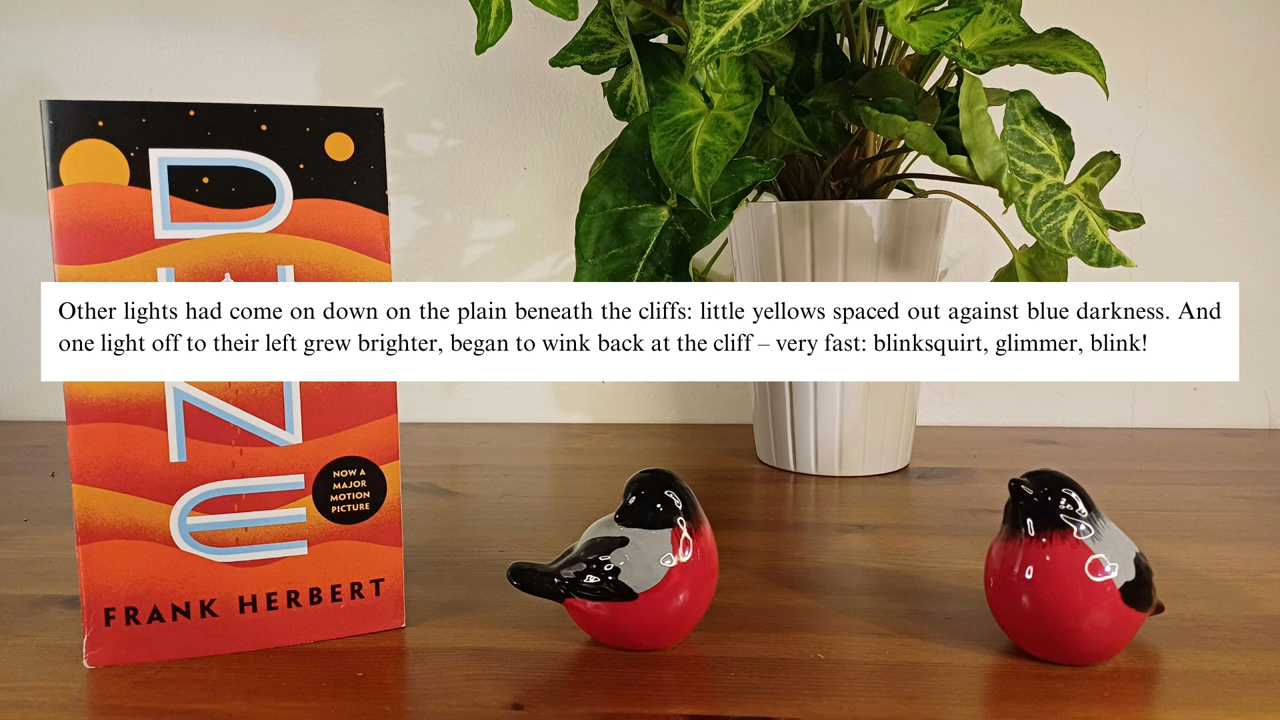 DUNE
Other lights had come on down on the plain beneath the cliffs: little yellows spaced out against blue darkness. And
one light off to their left grew brighter, began to wink back at the cliff – very fast: blinksquirt, glimmer, blink!
NOW A
MAJOR
MOTION
PICTURE
FRANK HERBERT